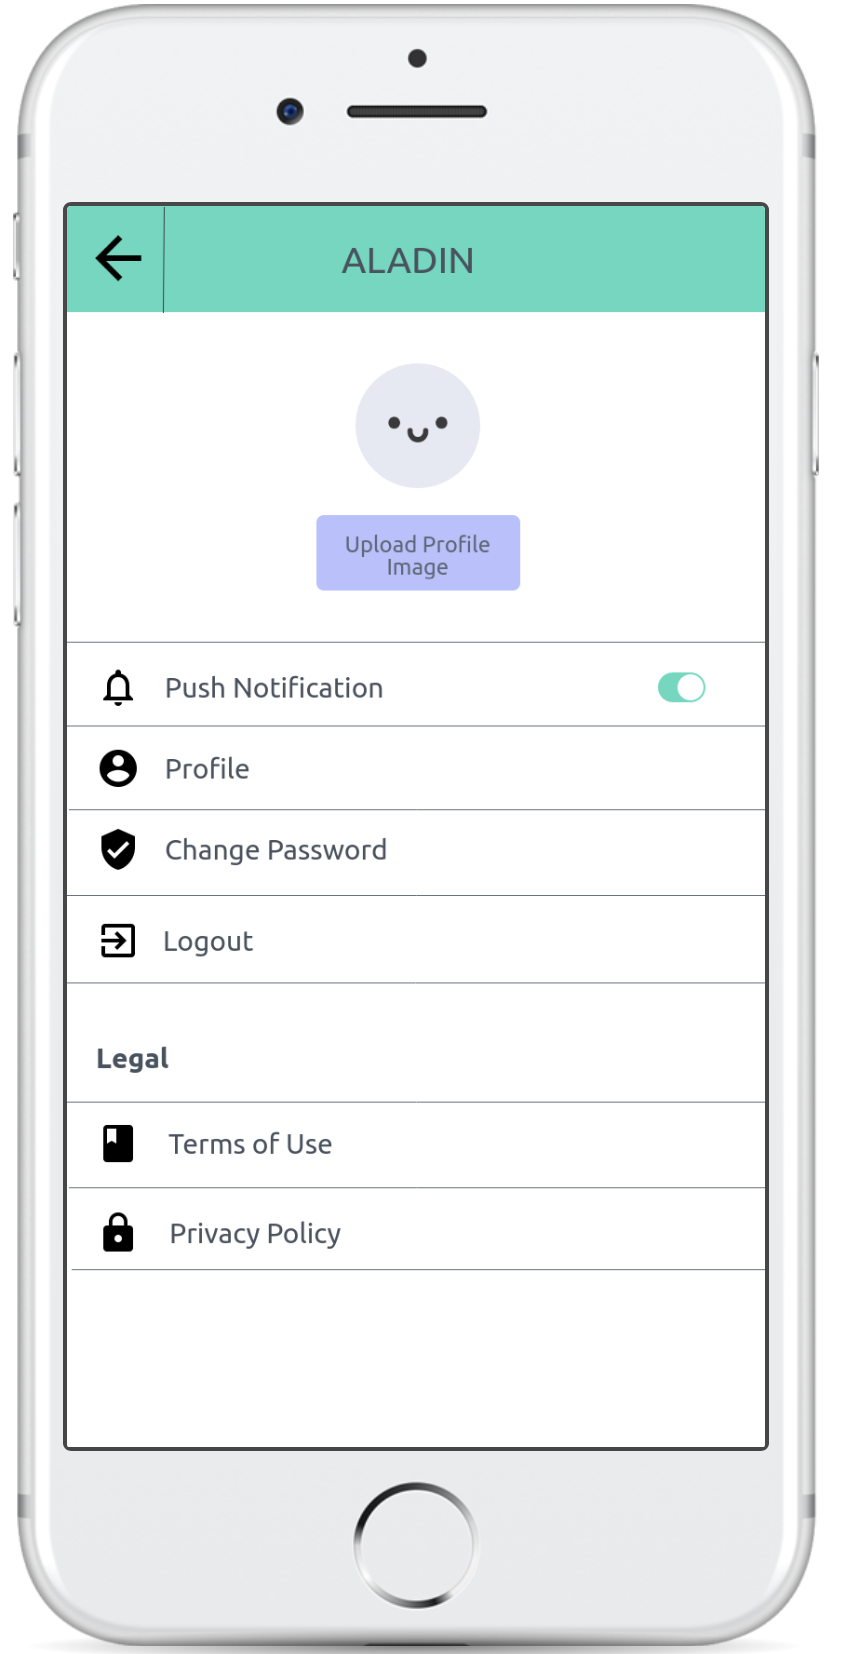 ALADIN
Upload Profile
Image
Push Notification
Profile
Change Password
Logout
Legal
Terms of Use
Privacy Policy